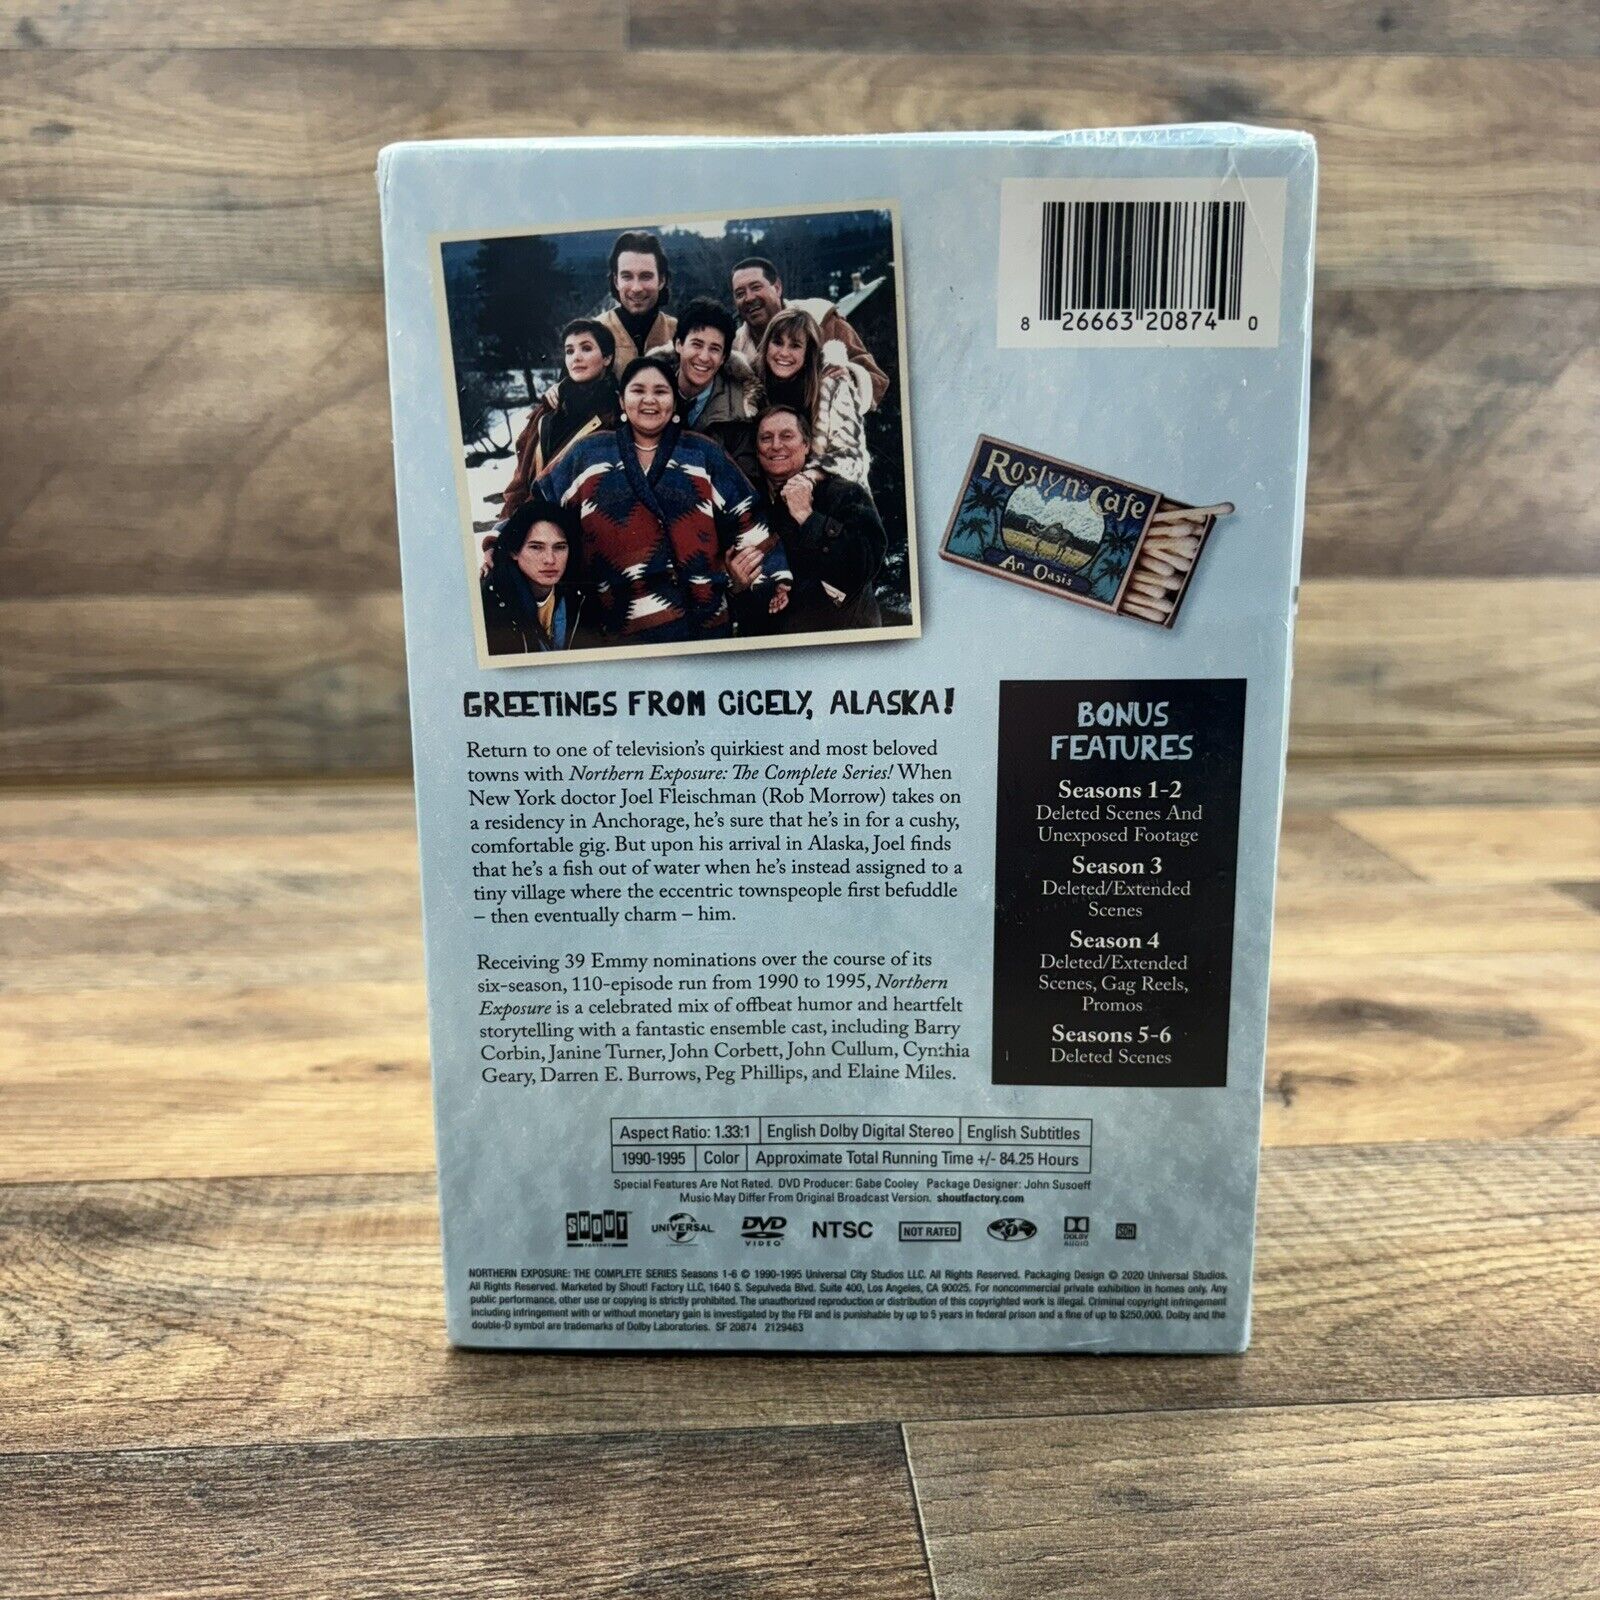 8 26663 20874 0
Roslyn's Cafe
An Oasis
GREETINGS FROM CICELY, ALASKA!
Return to one of television's quirkiest and most beloved
towns with Northern Exposure: The Complete Series! When
New York doctor Joel Fleischman (Rob Morrow) takes on
a residency in Anchorage, he's sure that he's in for a cushy,
comfortable gig. But upon his arrival in Alaska, Joel finds
that he's a fish out of water when he's instead assigned to a
tiny village where the eccentric townspeople first befuddle
– then eventually charm – him.
Receiving 39 Emmy nominations over the course of its
six-season, 110-episode run from 1990 to 1995, Northern
Exposure is a celebrated mix of offbeat humor and heartfelt
storytelling with a fantastic ensemble cast, including Barry
Corbin, Janine Turner, John Corbett, John Cullum, Cynthia
Geary, Darren E. Burrows, Peg Phillips, and Elaine Miles.
BONUS
FEATURES
Seasons 1-2
Deleted Scenes And
Unexposed Footage
Season 3
Deleted/Extended
Scenes
Season 4
Deleted/Extended
Scenes, Gag Reels,
Promos
Seasons 5-6
Deleted Scenes
Aspect Ratio: 1.33:1 English Dolby Digital Stereo English Subtitles
1990-1995 Color Approximate Total Running Time +/- 84.25 Hours
Special Features Are Not Rated. DVD Producer: Gabe Cooley Package Designer: John Susoeff
Music May Differ From Original Broadcast Version. shoutfactory.com
SHOUT FACTORY UNIVERSAL DVD VIDEO NTSC NOT RATED 1 DOLBY AUDIO SDH
NORTHERN EXPOSURE: THE COMPLETE SERIES Seasons 1-6 © 1990-1995 Universal City Studios LLC. All Rights Reserved. Packaging Design © 2020 Universal Studios.
All Rights Reserved. Marketed by Shout! Factory LLC, 1640 S. Sepulveda Blvd. Suite 400, Los Angeles, CA 90025. For noncommercial private exhibition in homes only. Any
public performance, other use or copying is strictly prohibited. The unauthorized reproduction or distribution of this copyrighted work is illegal. Criminal copyright infringement
including infringement with or without monetary gain is investigated by the FBI and is punishable by up to 5 years in federal prison and a fine of up to $250,000. Dolby and the
double-D symbol are trademarks of Dolby Laboratories. SF 20874 2129463